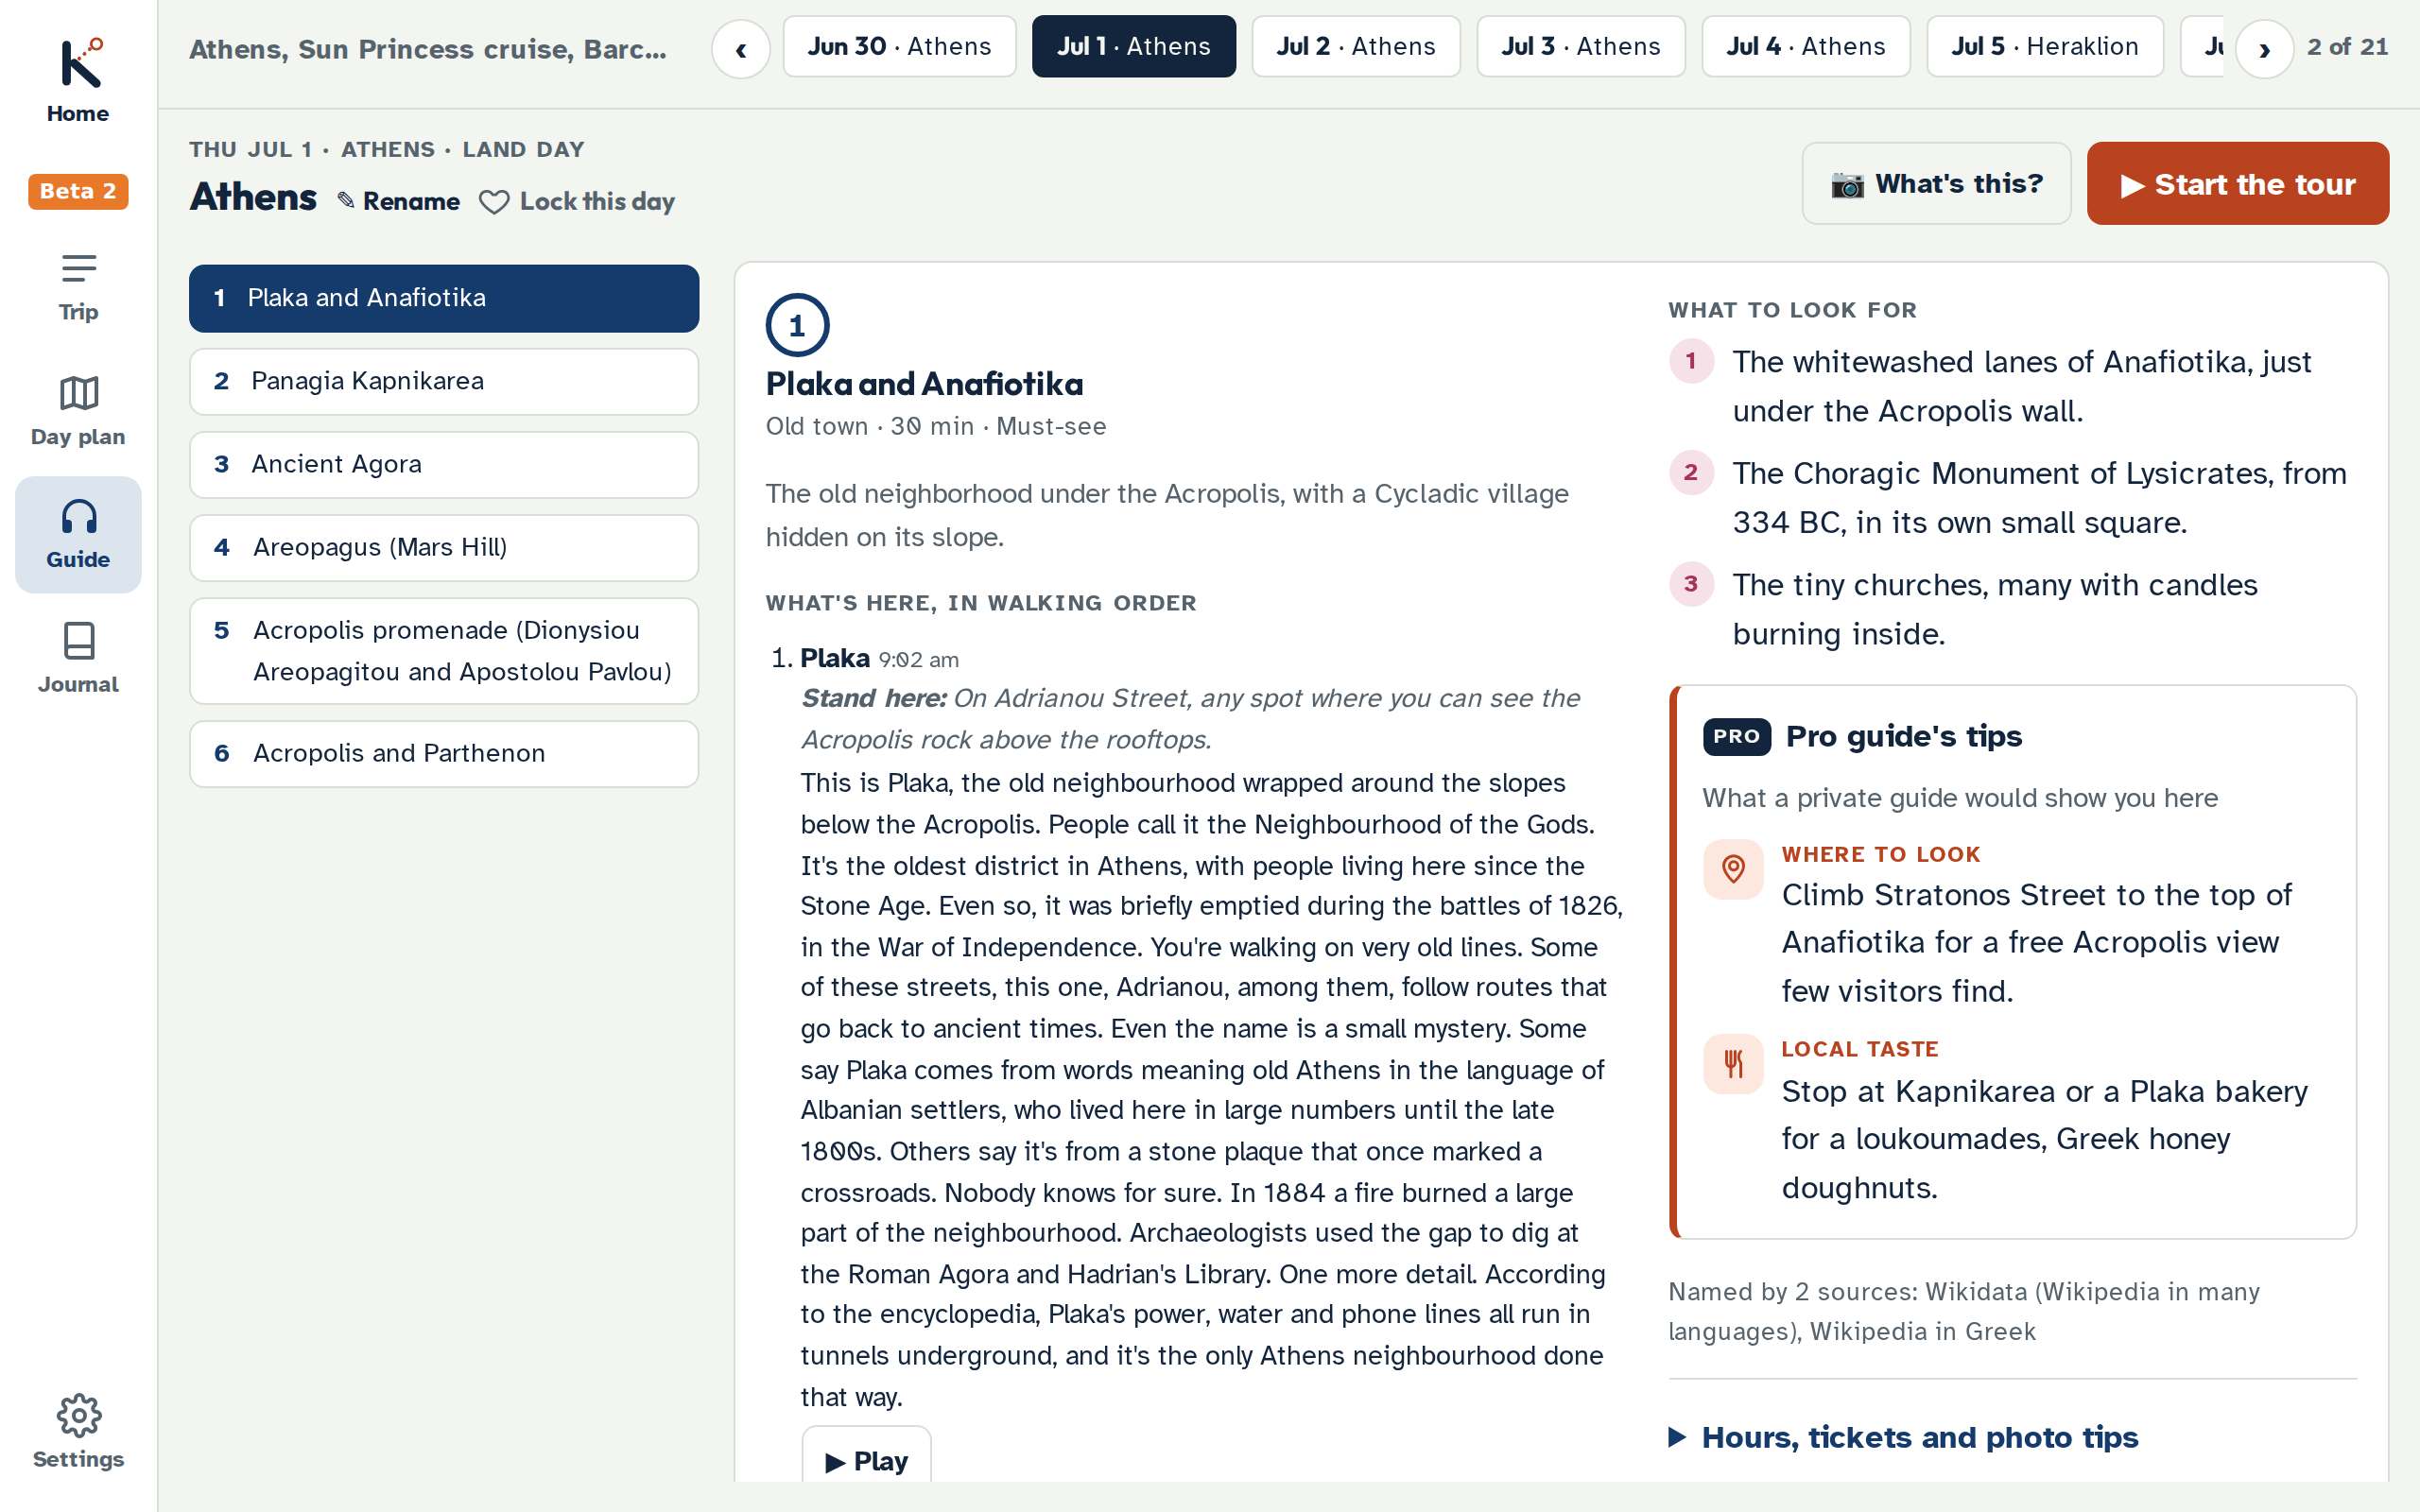 Home
Beta 2
Trip
Day plan
Guide
Journal
Settings
Athens, Sun Princess cruise, Barc...
‹
Jun 30 · Athens
Jul 1 · Athens
Jul 2 · Athens
Jul 3 · Athens
Jul 4 · Athens
Jul 5 · Heraklion
›
2 of 21
THU JUL 1 · ATHENS · LAND DAY
Athens ✎ Rename Lock this day
What's this?
▶ Start the tour
1 Plaka and Anafiotika
2 Panagia Kapnikarea
3 Ancient Agora
4 Areopagus (Mars Hill)
5 Acropolis promenade (Dionysiou
Areopagitou and Apostolou Pavlou)
6 Acropolis and Parthenon
1
Plaka and Anafiotika
Old town · 30 min · Must-see
The old neighborhood under the Acropolis, with a Cycladic village
hidden on its slope.
WHAT'S HERE, IN WALKING ORDER
1. Plaka 9:02 am
Stand here: On Adrianou Street, any spot where you can see the
Acropolis rock above the rooftops.
This is Plaka, the old neighbourhood wrapped around the slopes
below the Acropolis. People call it the Neighbourhood of the Gods.
It's the oldest district in Athens, with people living here since the
Stone Age. Even so, it was briefly emptied during the battles of 1826,
in the War of Independence. You're walking on very old lines. Some
of these streets, this one, Adrianou, among them, follow routes that
go back to ancient times. Even the name is a small mystery. Some
say Plaka comes from words meaning old Athens in the language of
Albanian settlers, who lived here in large numbers until the late
1800s. Others say it's from a stone plaque that once marked a
crossroads. Nobody knows for sure. In 1884 a fire burned a large
part of the neighbourhood. Archaeologists used the gap to dig at
the Roman Agora and Hadrian's Library. One more detail. According
to the encyclopedia, Plaka's power, water and phone lines all run in
tunnels underground, and it's the only Athens neighbourhood done
that way.
▶ Play
WHAT TO LOOK FOR
1 The whitewashed lanes of Anafiotika, just
under the Acropolis wall.
2 The Choragic Monument of Lysicrates, from
334 BC, in its own small square.
3 The tiny churches, many with candles
burning inside.
PRO Pro guide's tips
What a private guide would show you here
WHERE TO LOOK
Climb Stratonos Street to the top of
Anafiotika for a free Acropolis view
few visitors find.
LOCAL TASTE
Stop at Kapnikarea or a Plaka bakery
for a loukoumades, Greek honey
doughnuts.
Named by 2 sources: Wikidata (Wikipedia in many
languages), Wikipedia in Greek
▶ Hours, tickets and photo tips